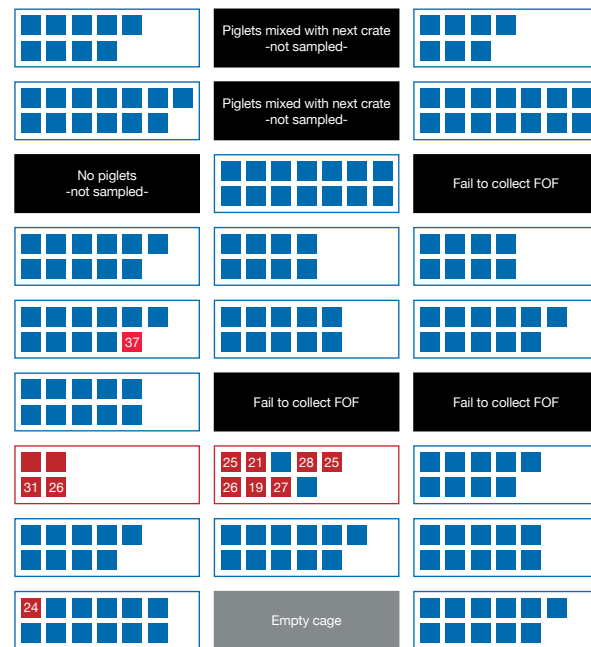 Piglets mixed with next crate
-not sampled-
Piglets mixed with next crate
-not sampled-
No piglets
-not sampled-
Fail to collect FOF
37
Fail to collect FOF
Fail to collect FOF
31 26
25 21 28 25
26 19 27
24
Empty cage